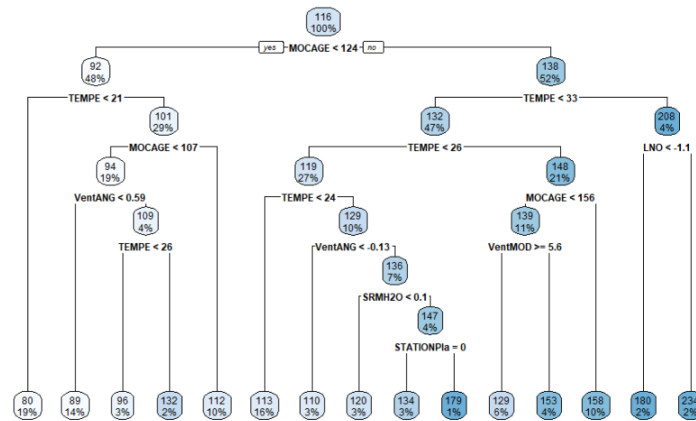 116
100%
yes MOCAGE < 124 no
92
48%
138
52%
TEMPE < 21
TEMPE < 33
101
29%
132
47%
208
4%
MOCAGE < 107
TEMPE < 26
LNO < -1.1
94
19%
119
27%
148
21%
VentANG < 0.59
TEMPE < 24
MOCAGE < 156
109
4%
129
10%
139
11%
TEMPE < 26
VentANG < -0.13
VentMOD >= 5.6
136
7%
SRMH2O < 0.1
147
4%
STATIONPla = 0
80 89 96 132 112 113 110 120 134 179 129 153 158 180 234
19% 14% 3% 2% 10% 16% 3% 3% 3% 1% 6% 4% 10% 2% 2%